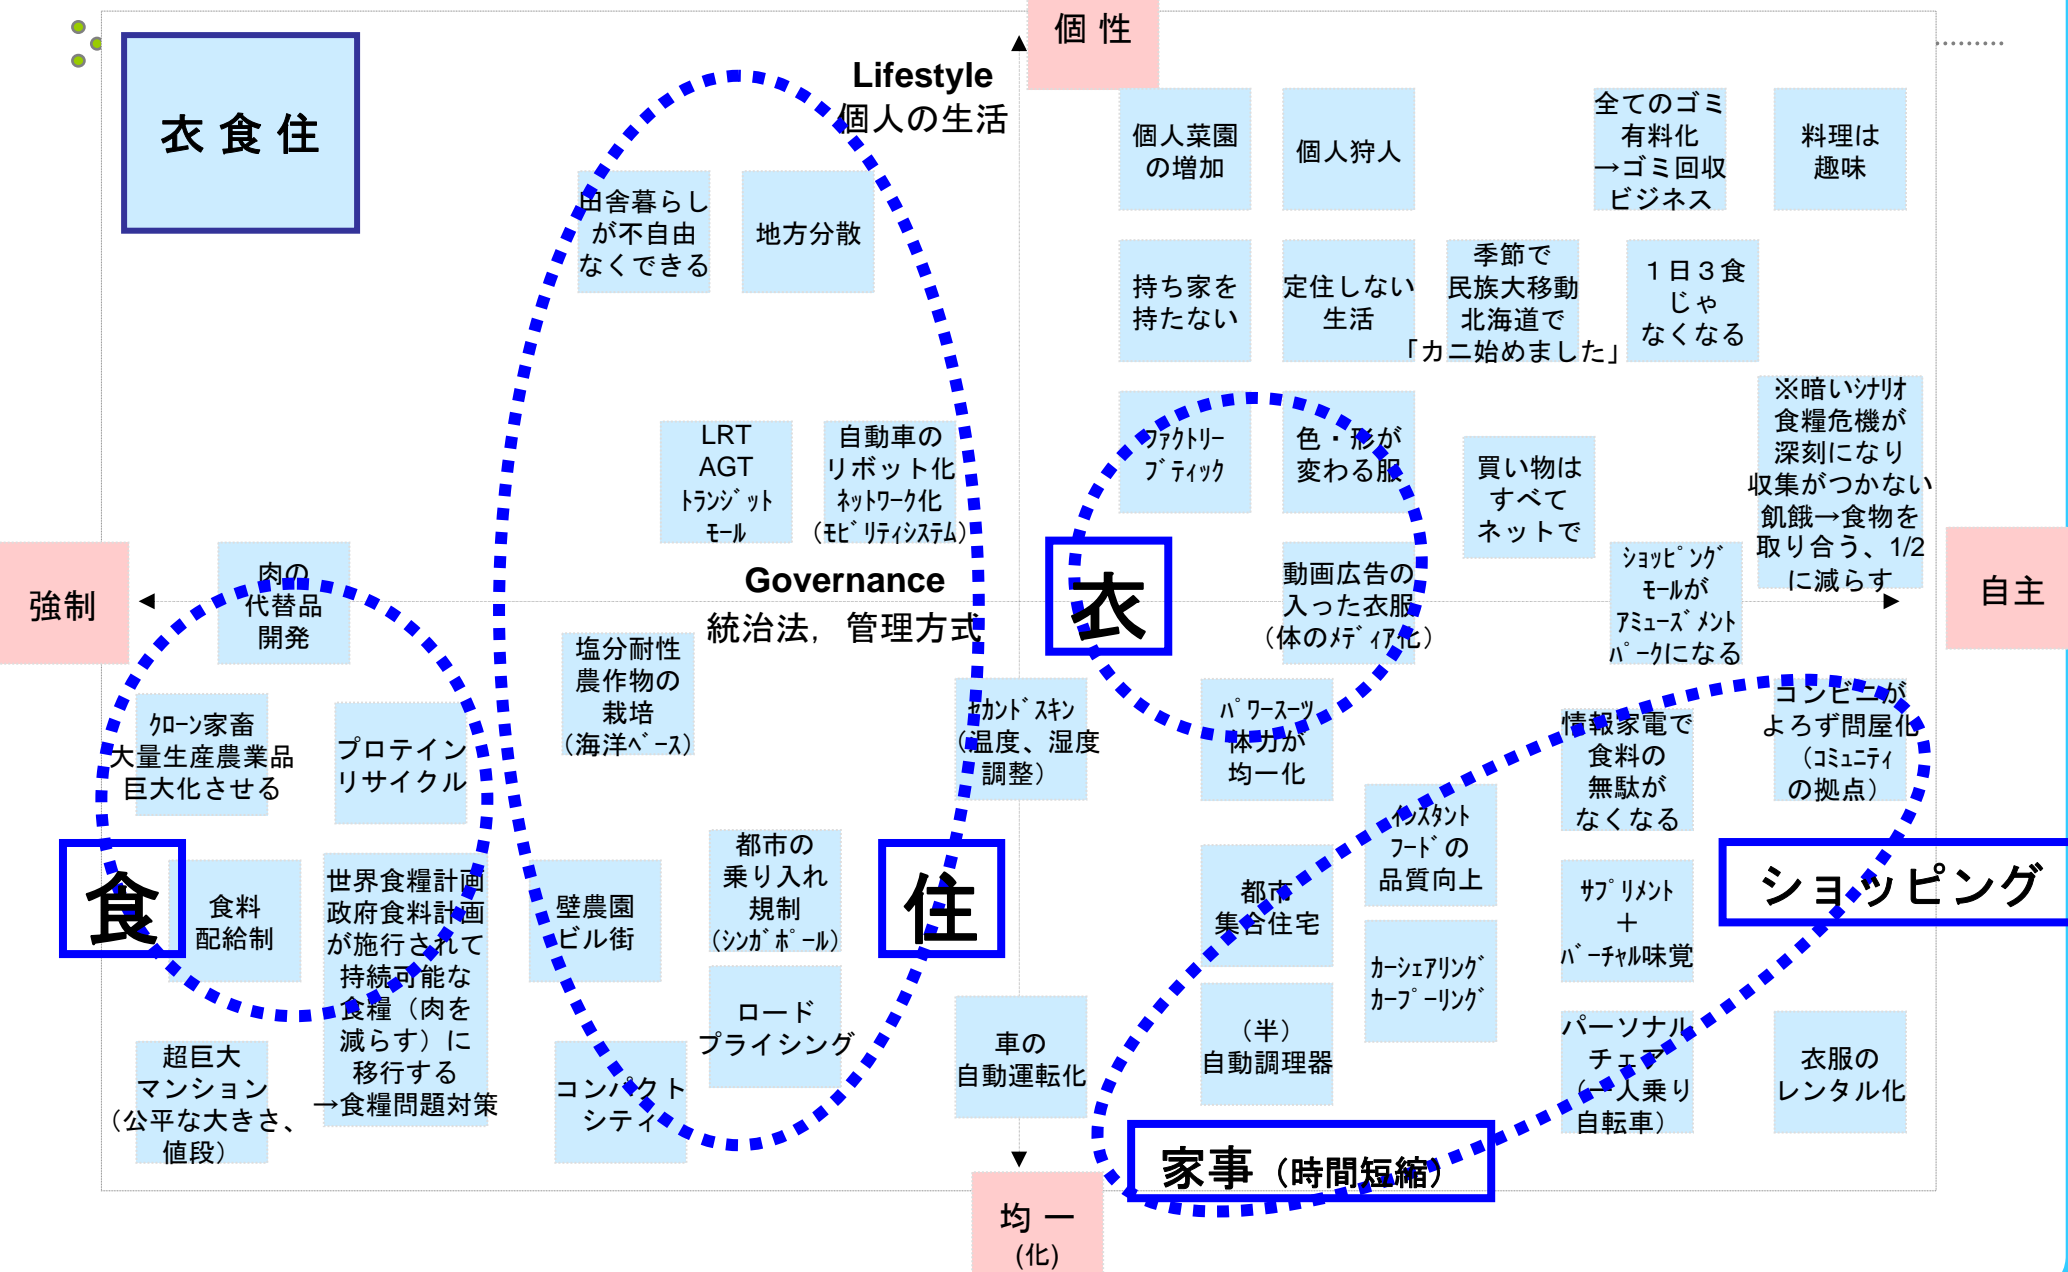 衣食住
個性
Lifestyle
個人の生活
個人菜園
の増加
個人狩人
全てのゴミ
有料化
→ゴミ回収
ビジネス
料理は
趣味
田舎暮らし
が不自由
なくできる
地方分散
持ち家を
持たない
定住しない
生活
季節で
民族大移動
北海道で
「カニ始めました」
１日３食
じゃ
なくなる
LRT
AGT
ﾄﾗﾝｼﾞｯﾄ
ﾓｰﾙ
自動車の
リボット化
ﾈｯﾄﾜｰｸ化
（ﾓﾋﾞﾘﾃｨｼｽﾃﾑ）
ﾌｧｸﾄﾘｰ
ﾌﾞﾃｨｯｸ
色・形が
変わる服
買い物は
すべて
ネットで
※暗いｼﾅﾘｵ
食糧危機が
深刻になり
収集がつかない
飢餓→食物を
取り合う、1/2
に減らす
強制
肉の
代替品
開発
Governance
統治法，管理方式
衣
動画広告の
入った衣服
（体のﾒﾃﾞｨｱ化）
ｼｮｯﾋﾟﾝｸﾞ
ﾓｰﾙが
ｱﾐｭｰｽﾞﾒﾝﾄ
ﾊﾟｰｸになる
自主
ｸﾛｰﾝ家畜
大量生産農業品
巨大化させる
プロテイン
リサイクル
塩分耐性
農作物の
栽培
（海洋ﾍﾞｰｽ）
ｾｶﾝﾄﾞｽｷﾝ
（温度、湿度
調整）
ﾊﾟﾜｰｽｰﾂ
体力が
均一化
情報家電で
食料の
無駄が
なくなる
コンビニが
よろず問屋化
（ｺﾐｭﾆﾃｨ
の拠点）
食
食料
配給制
世界食糧計画
政府食料計画
が施行されて
持続可能な
食糧（肉を
減らす）に
移行する
→食糧問題対策
壁農園
ビル街
都市の
乗り入れ
規制
（ｼﾝｶﾞﾎﾟｰﾙ）
住
都市
集合住宅
ｲﾝｽﾀﾝﾄ
ﾌｰﾄﾞの
品質向上
ｻﾌﾟﾘﾒﾝﾄ
＋
ﾊﾞｰﾁｬﾙ味覚
ショッピング
超巨大
マンション
（公平な大きさ、
値段）
コンパクト
シティ
ロード
プライシング
車の
自動運転化
（半）
自動調理器
ｶｰｼｪｱﾘﾝｸﾞ
ｶｰﾌﾟｰﾘﾝｸﾞ
パーソナル
チェア
（一人乗り
自転車）
衣服の
レンタル化
家事（時間短縮）
均一
(化)